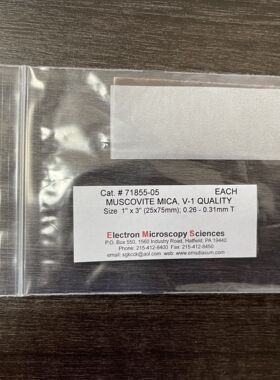 Cat. # 71855-05 EACH
MUSCOVITE MICA, V-1 QUALITY
Size 1" x 3" (25x75mm); 0.26 - 0.31mm T
Electron Microscopy Sciences
P.O. Box 550, 1560 Industry Road, Hatfield, PA 19440
Phone: 215-412-8400 Fax: 215-412-8450
email: sgkcck@aol.com web: www.emsdiasum.com